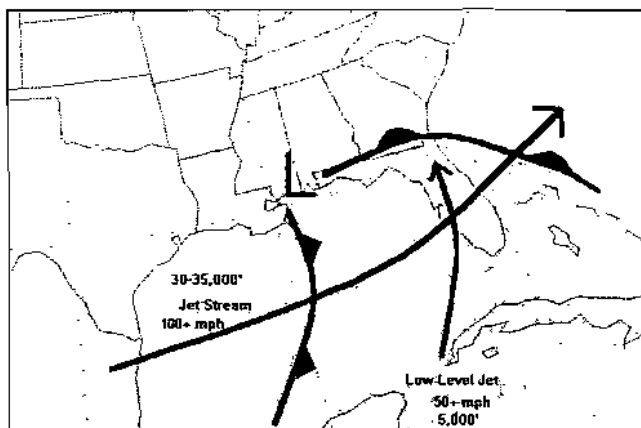 L
30-35,000'
Jet Stream
100+ mph
Low-Level Jet
50+ mph
5,000'